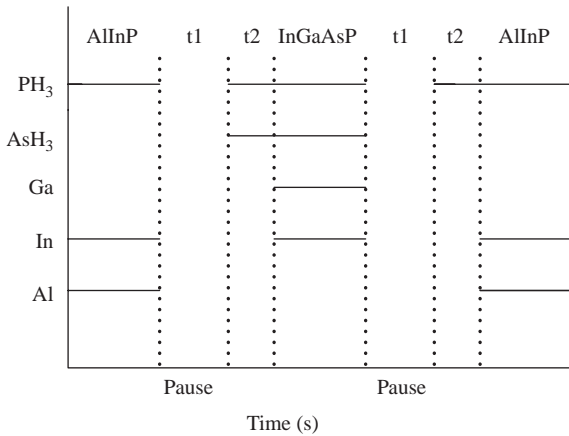 AlInP t1 t2 InGaAsP t1 t2 AlInP
PH3
AsH3
Ga
In
Al
Pause Pause
Time (s)